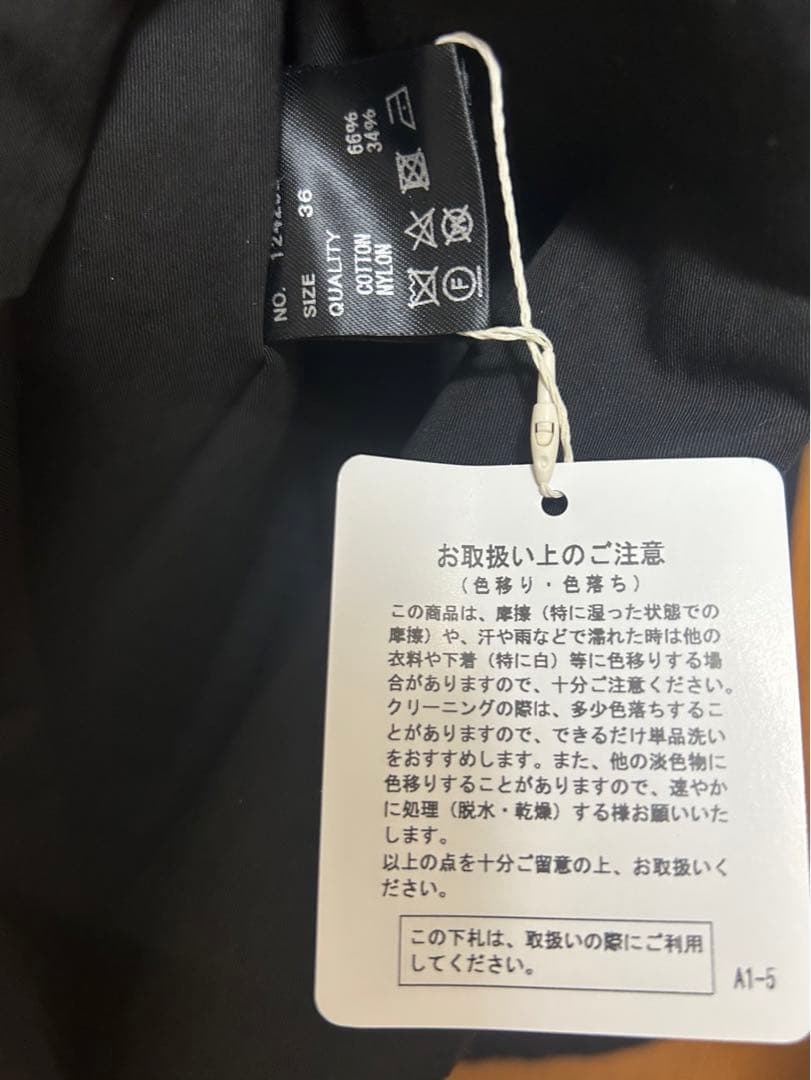 NO.
SIZE 36
QUALITY
COTTON 66%
NYLON 34%
F
W
お取扱い上のご注意
(色移り・色落ち)
この商品は、摩擦(特に湿った状態での
摩擦)や、汗や雨などで濡れた時は他の
衣料や下着(特に白)等に色移りする場
合がありますので、十分ご注意ください。
クリーニングの際は、多少色落ちするこ
とがありますので、できるだけ単品洗い
をおすすめします。また、他の淡色物に
色移りすることがありますので、速やか
に処理(脱水・乾燥)する様お願いいた
します。
以上の点を十分ご留意の上、お取扱いく
ださい。
この下札は、取扱いの際にご利用
してください。
A1-5